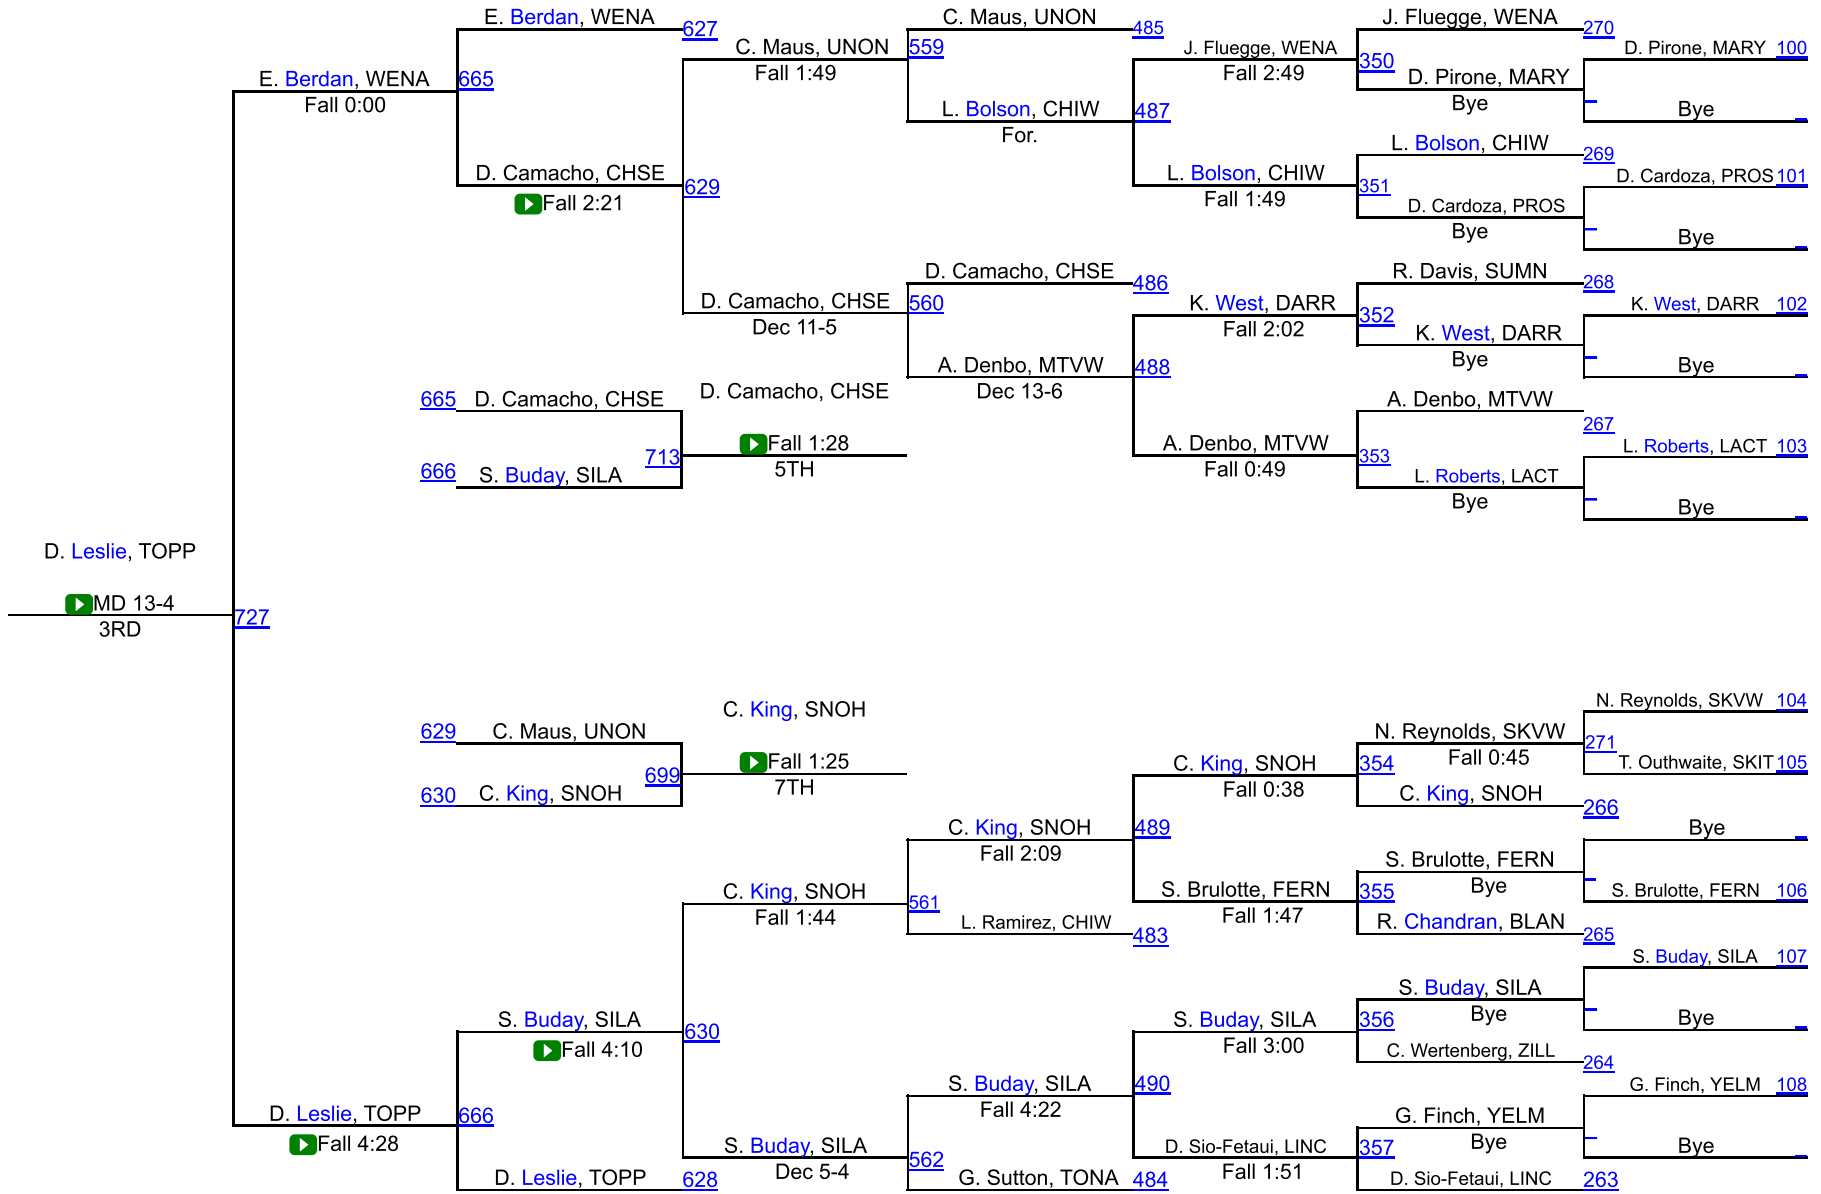 E. Berdan, WENA
627
C. Maus, UNON
485
J. Fluegge, WENA
270
C. Maus, UNON
559
J. Fluegge, WENA
D. Pirone, MARY 100
Fall 1:49
Fall 2:49
350
E. Berdan, WENA
665
D. Pirone, MARY
Fall 0:00
Bye
L. Bolson, CHIW
487
Bye
For.
L. Bolson, CHIW
269
D. Camacho, CHSE
629
L. Bolson, CHIW
351
D. Cardoza, PROS 101
Fall 2:21
Fall 1:49
D. Cardoza, PROS
Bye
Bye
D. Camacho, CHSE
486
R. Davis, SUMN
268
D. Camacho, CHSE
560
K. West, DARR
352
K. West, DARR 102
Dec 11-5
Fall 2:02
K. West, DARR
Bye
A. Denbo, MTVW
488
Bye
D. Camacho, CHSE
Dec 13-6
665
D. Camacho, CHSE
A. Denbo, MTVW
267
Fall 1:28
A. Denbo, MTVW
353
L. Roberts, LACT 103
713
5TH
Fall 0:49
666
S. Buday, SILA
L. Roberts, LACT
Bye
Bye
D. Leslie, TOPP
MD 13-4
727
3RD
C. King, SNOH
N. Reynolds, SKVW 104
629
C. Maus, UNON
N. Reynolds, SKVW
271
Fall 1:25
Fall 0:45
699
7TH
C. King, SNOH
354
T. Outhwaite, SKIT 105
Fall 0:38
630
C. King, SNOH
C. King, SNOH
266
C. King, SNOH
489
Bye
Fall 2:09
S. Brulotte, FERN
C. King, SNOH
561
S. Brulotte, FERN
355
Bye
S. Brulotte, FERN 106
Fall 1:44
Fall 1:47
L. Ramirez, CHIW
483
R. Chandran, BLAN
265
S. Buday, SILA 107
S. Buday, SILA
S. Buday, SILA
630
S. Buday, SILA
356
Bye
Bye
Fall 4:10
Fall 3:00
C. Wertenberg, ZILL
264
S. Buday, SILA
490
G. Finch, YELM 108
Fall 4:22
D. Leslie, TOPP
666
G. Finch, YELM
Fall 4:28
S. Buday, SILA
562
D. Sio-Fetaui, LINC
357
Bye
Bye
Dec 5-4
Fall 1:51
D. Leslie, TOPP
628
G. Sutton, TONA
484
D. Sio-Fetaui, LINC
263